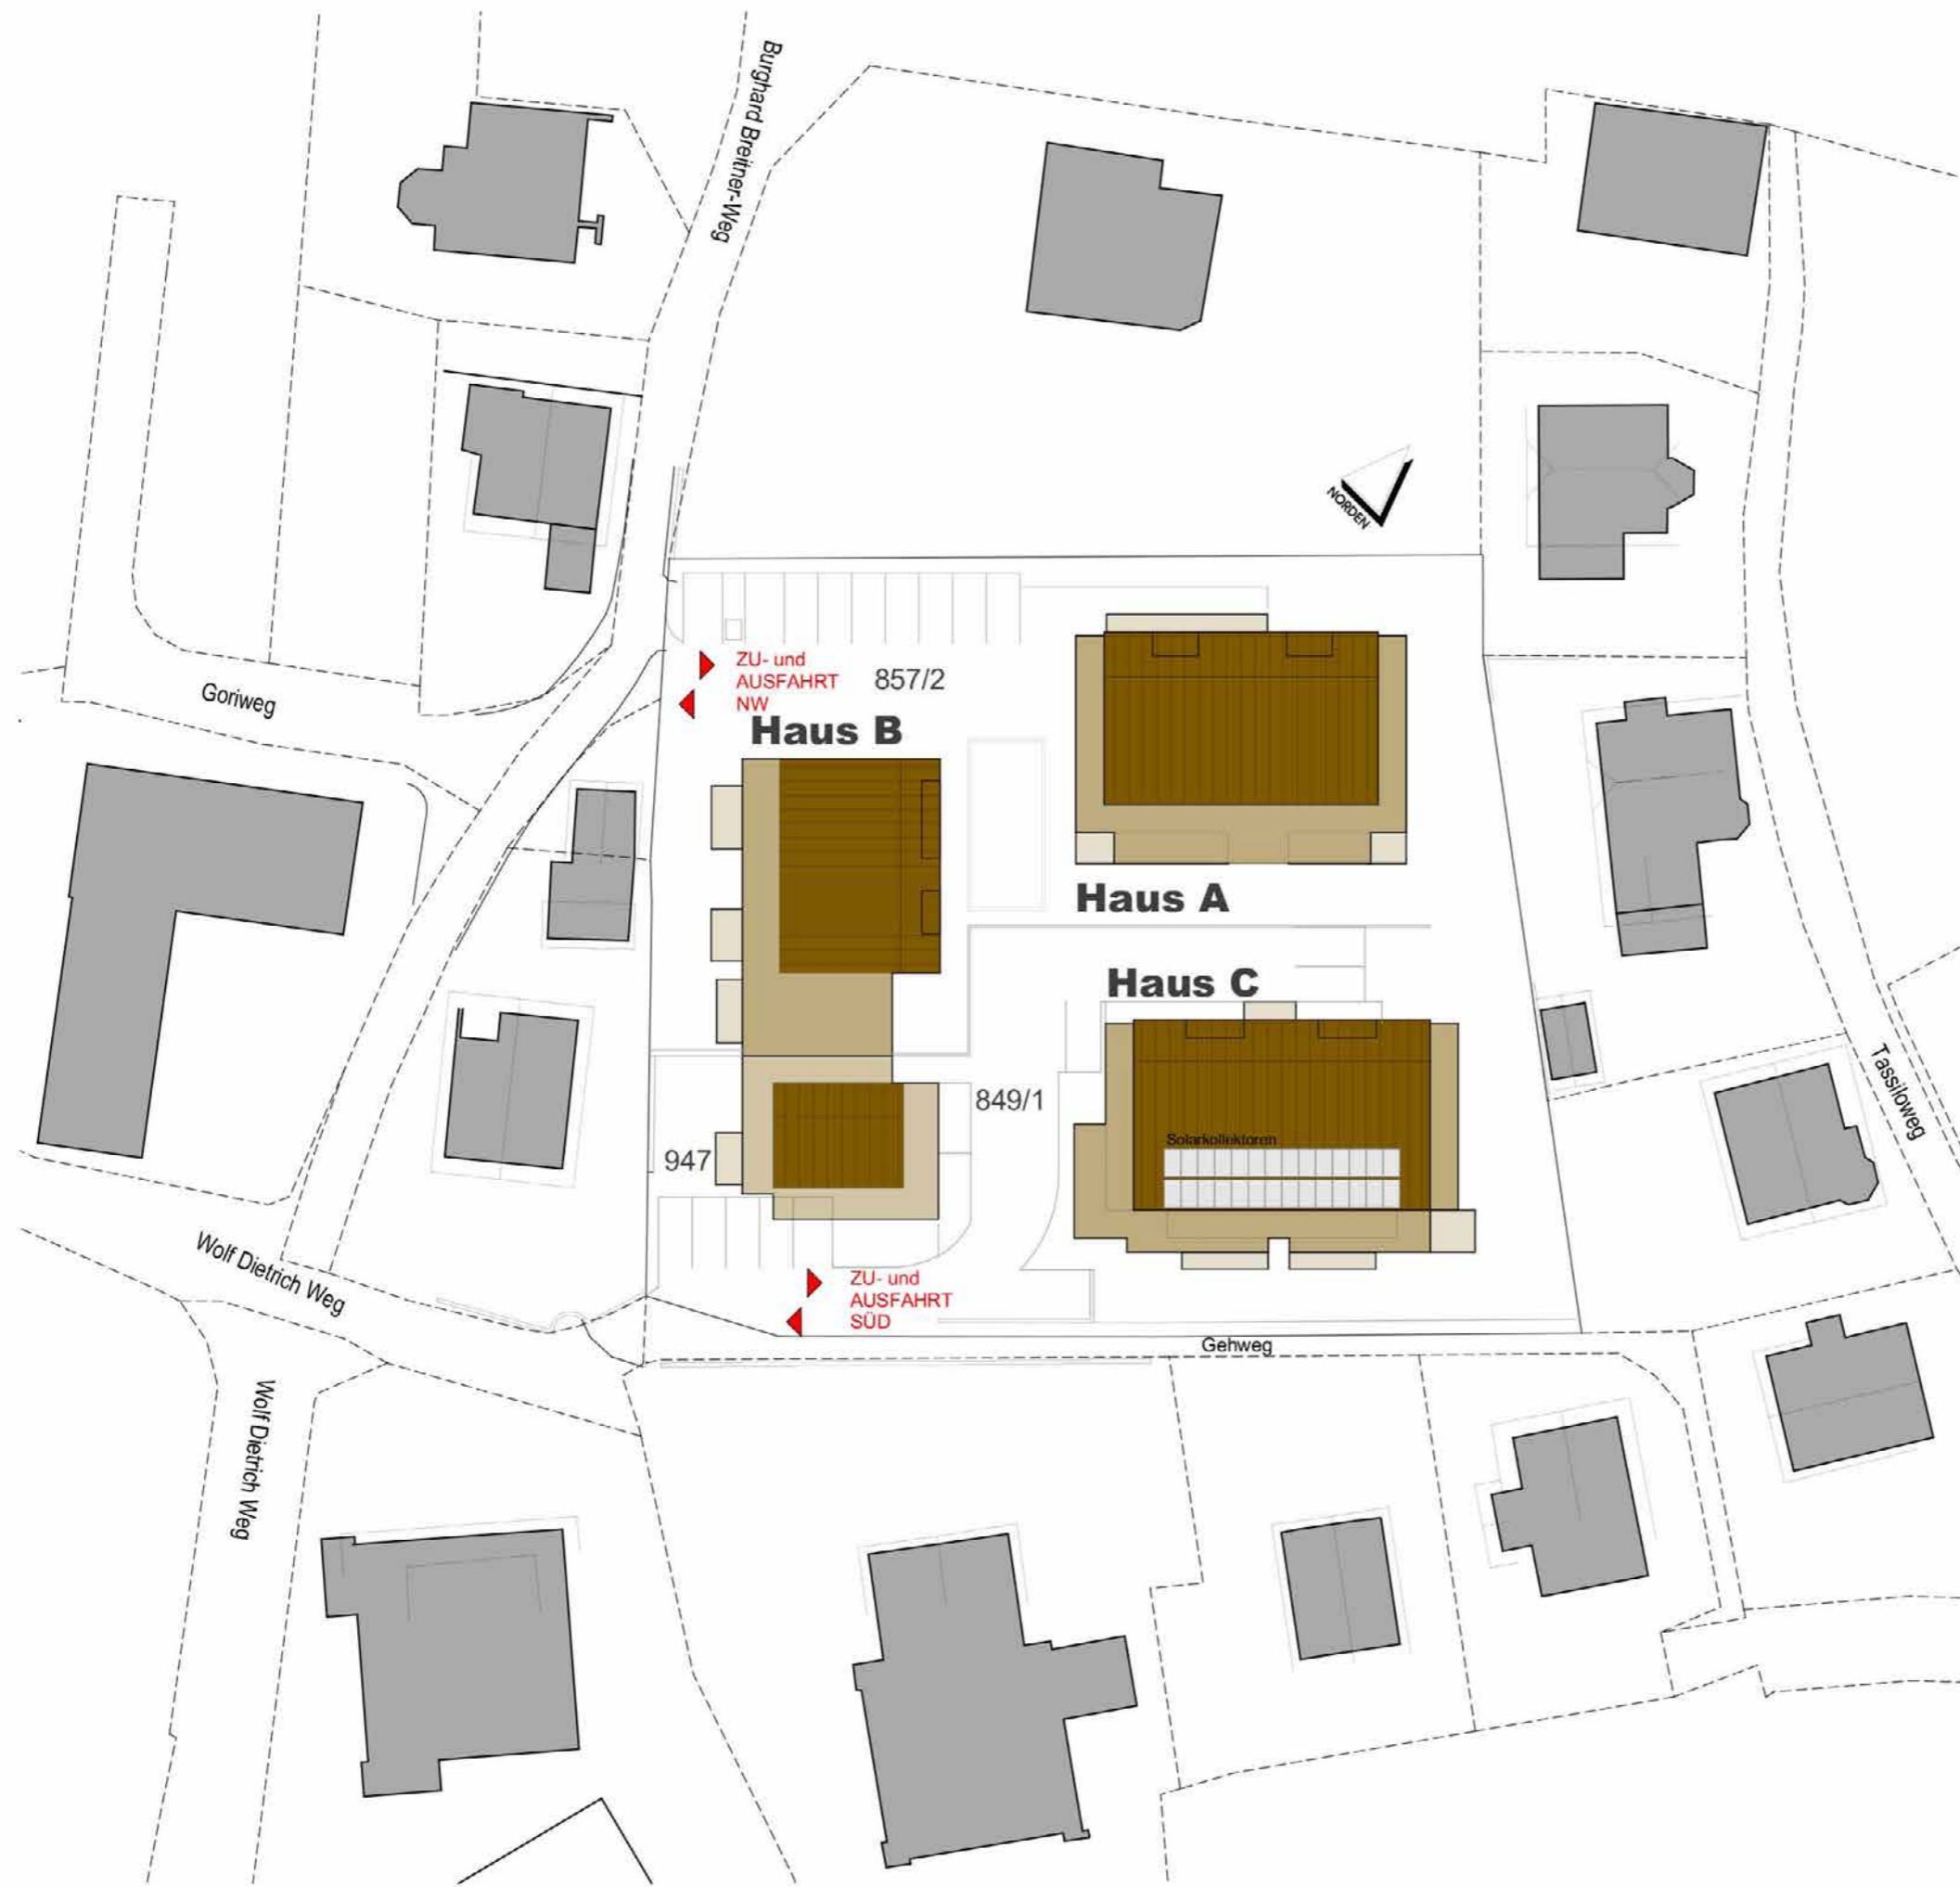 Burghard Breitner-Weg
NORDEN
ZU- und
AUSFAHRT
NW
857/2
Goriweg
Haus B
Haus A
Haus C
Tassiloweg
849/1
Solarkollektoren
947
Wolf Dietrich Weg
ZU- und
AUSFAHRT
SÜD
Gehweg
Wolf Dietrich Weg